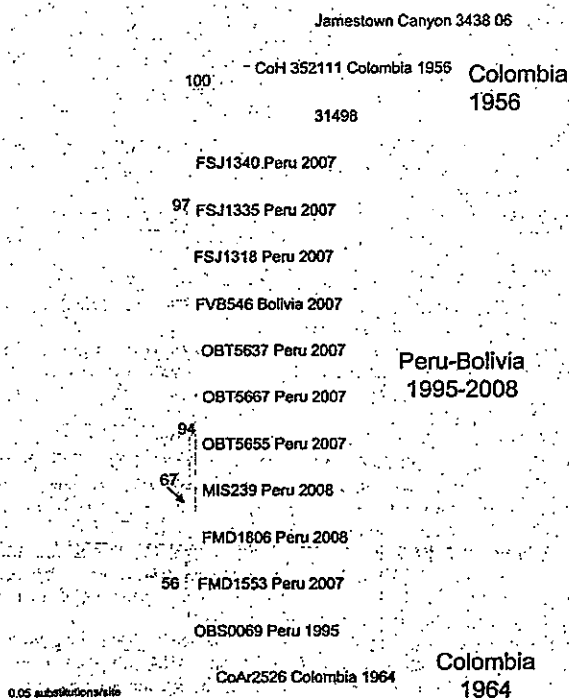 Jamestown Canyon 3438 06
CoH 352111 Colombia 1956
Colombia
1956
100
31498
FSJ1340 Peru 2007
97
FSJ1335 Peru 2007
FSJ1318 Peru 2007
FVB546 Bolivia 2007
OBT5637 Peru 2007
Peru-Bolivia
1995-2008
OBT5667 Peru 2007
94
OBT5655 Peru 2007
67
MIS239 Peru 2008
FMD1806 Peru 2008
56
FMD1553 Peru 2007
OBS0069 Peru 1995
CoAr2526 Colombia 1964
Colombia
1964
0.05 substitutions/site